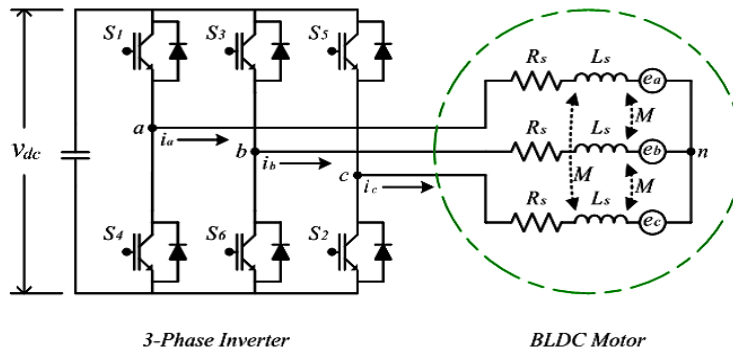 S1 S3 S5
Rs Ls ea
a ia M
Vdc
b ib Rs Ls eb n
M M
c ic
Rs Ls ec
S4 S6 S2
3-Phase Inverter BLDC Motor